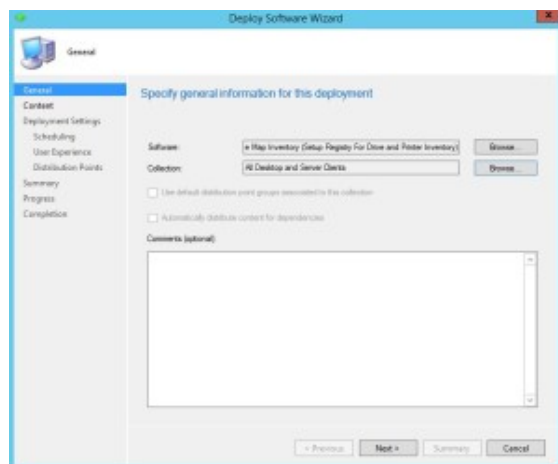 Deploy Software Wizard
General
General
Content
Deployment Settings
Scheduling
User Experience
Distribution Points
Summary
Progress
Completion
Specify general information for this deployment
Software: e Map Inventory (Setup Registry For Drive and Printer Inventory) Browse...
Collection: All Desktop and Server Clients Browse...
Use default distribution point groups associated to this collection
Automatically distribute content for dependencies
Comments (optional):
< Previous Next > Summary Cancel